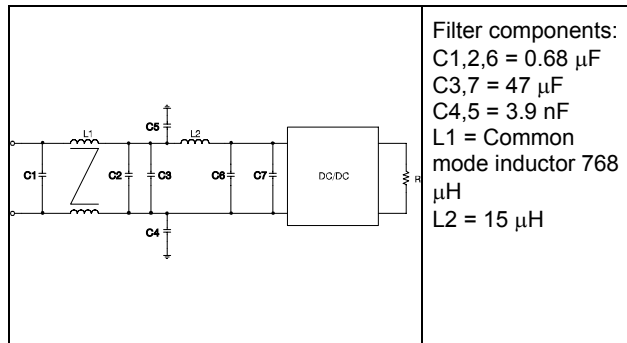 Filter components:
C1,2,6 = 0.68 μF
C3,7 = 47 μF
C4,5 = 3.9 nF
L1 = Common
mode inductor 768
μH
L2 = 15 μH
C5
L1
L2
C1
C2
C3
C6
C7
DC/DC
R
C4